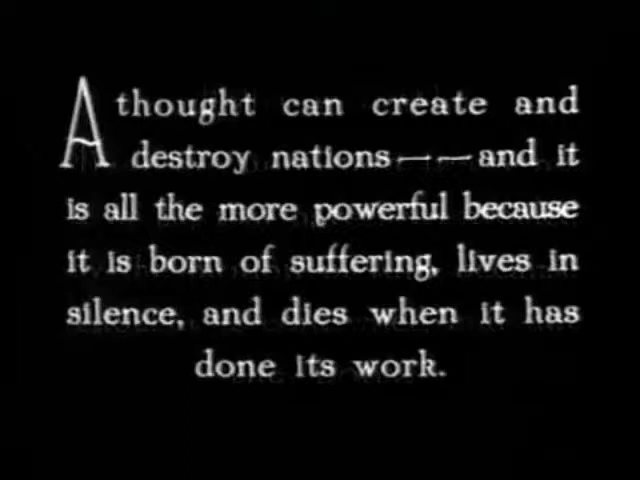 A thought can create and
destroy nations——and it
is all the more powerful because
it is born of suffering, lives in
silence, and dies when it has
done its work.